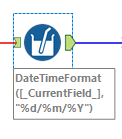 DateTimeFormat
([_CurrentField_],
"%d/%m/%Y")